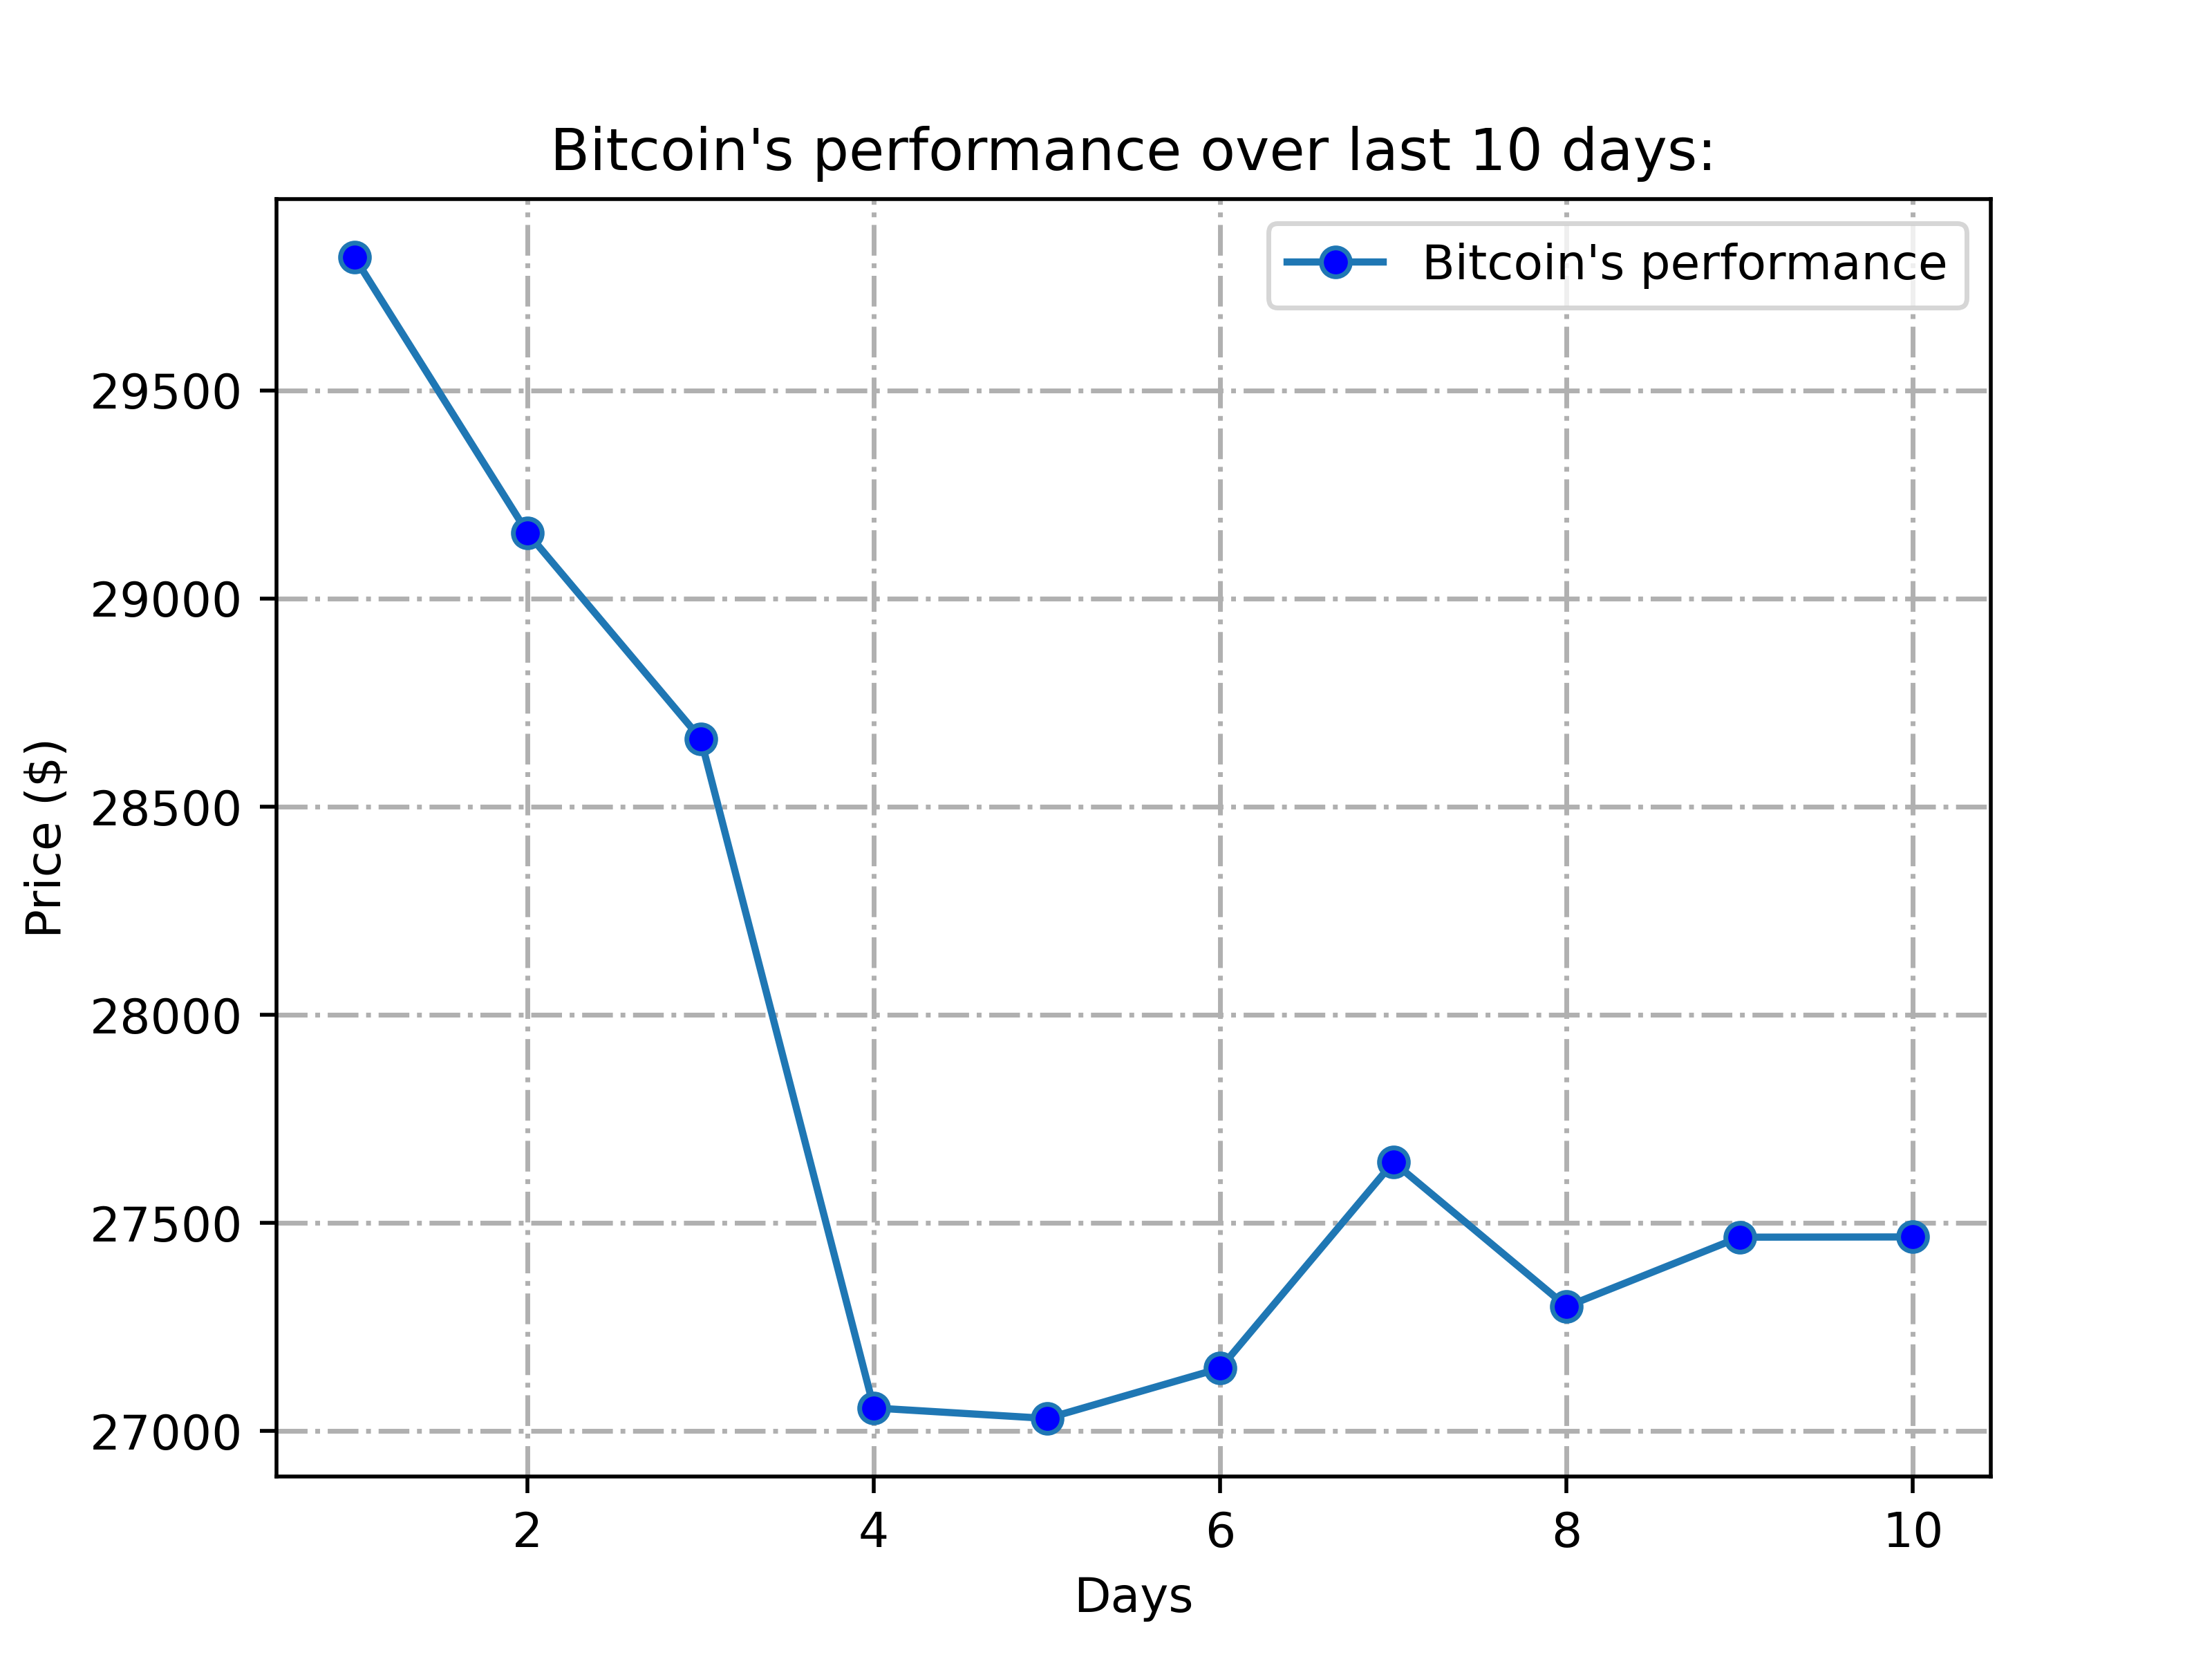 Bitcoin's performance over last 10 days:
Bitcoin's performance
29500
29000
28500
28000
27500
27000
Price ($)
2 4 6 8 10
Days